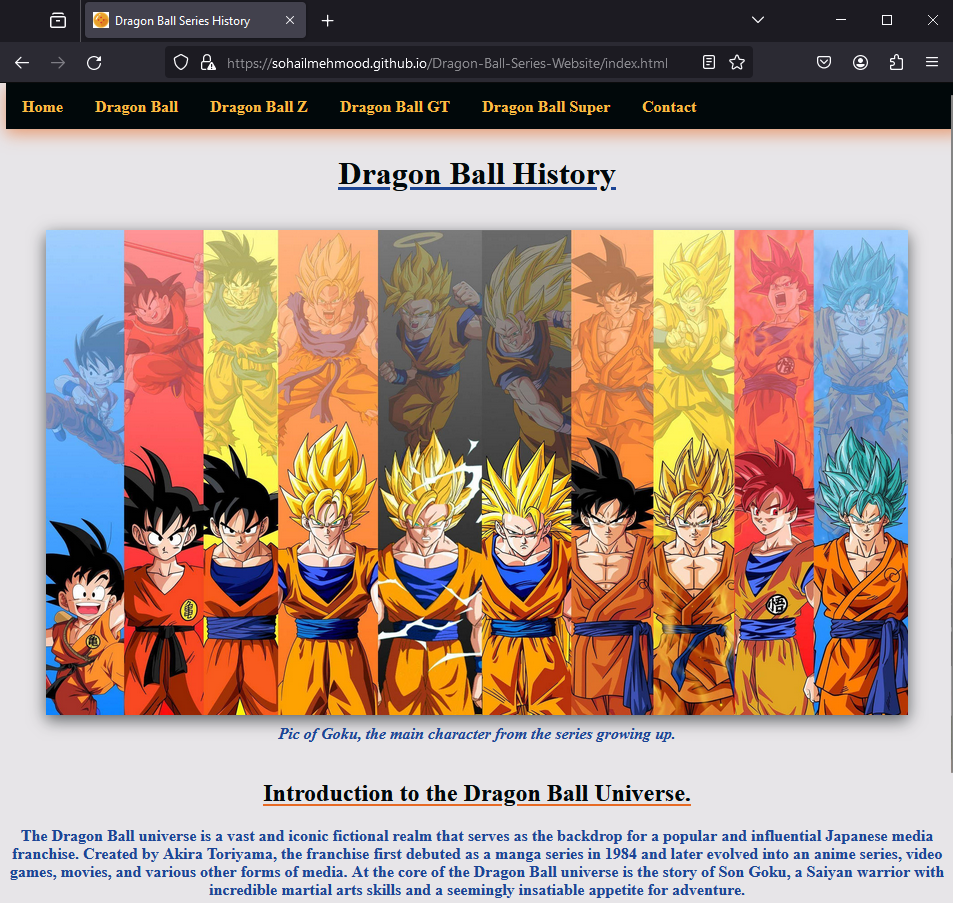 Dragon Ball Series History
https://sohailmehmood.github.io/Dragon-Ball-Series-Website/index.html
Home Dragon Ball Dragon Ball Z Dragon Ball GT Dragon Ball Super Contact
Dragon Ball History
亀
悟
亀
悟
Pic of Goku, the main character from the series growing up.
Introduction to the Dragon Ball Universe.
The Dragon Ball universe is a vast and iconic fictional realm that serves as the backdrop for a popular and influential Japanese media
franchise. Created by Akira Toriyama, the franchise first debuted as a manga series in 1984 and later evolved into an anime series, video
games, movies, and various other forms of media. At the core of the Dragon Ball universe is the story of Son Goku, a Saiyan warrior with
incredible martial arts skills and a seemingly insatiable appetite for adventure.